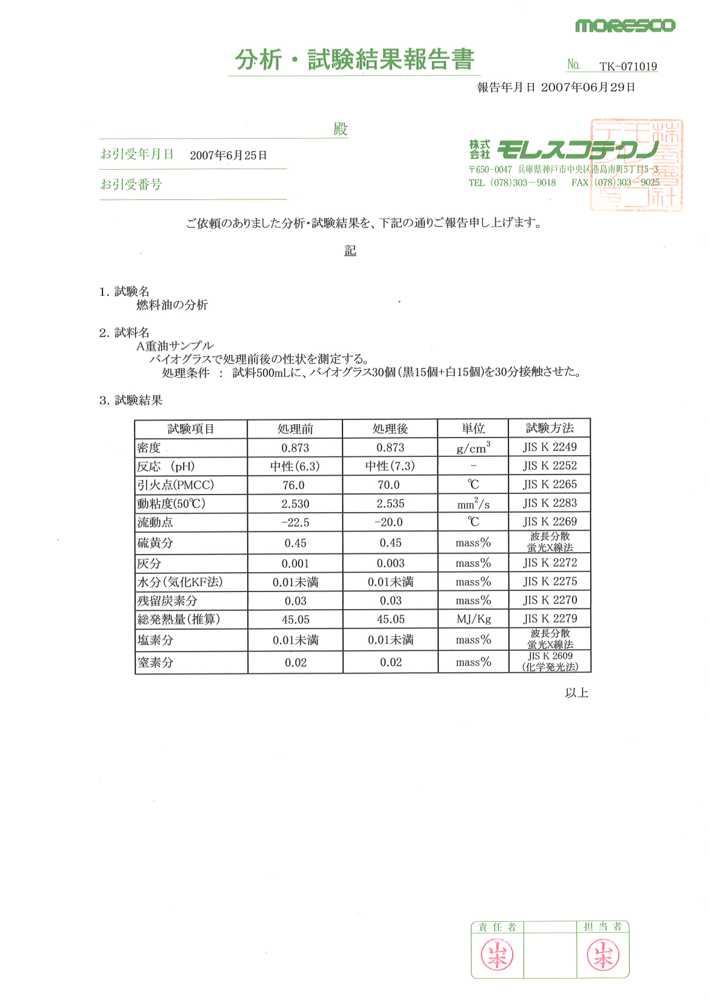 MORESCO
分析・試験結果報告書
No. TK-071019
報告年月日 2007年06月29日
殿
お引受年月日 2007年6月25日
お引受番号
株式会社 モレスコテクノ
〒650-0047 兵庫県神戸市中央区港島南町5丁目5-3
TEL (078)303－9018 FAX (078)303－9025
ご依頼のありました分析・試験結果を、下記の通りご報告申し上げます。
記
1. 試験名
燃料油の分析
2. 試料名
A重油サンプル
バイオグラスで処理前後の性状を測定する。
処理条件 ： 試料500mLに、バイオグラス30個(黒15個+白15個)を30分接触させた。
3. 試験結果
試験項目 処理前 処理後 単位 試験方法
密度 0.873 0.873 g/cm³ JIS K 2249
反応 (pH) 中性(6.3) 中性(7.3) － JIS K 2252
引火点(PMCC) 76.0 70.0 ℃ JIS K 2265
動粘度(50℃) 2.530 2.535 mm²/s JIS K 2283
流動点 -22.5 -20.0 ℃ JIS K 2269
硫黄分 0.45 0.45 mass% 波長分散 蛍光X線法
灰分 0.001 0.003 mass% JIS K 2272
水分(気化KF法) 0.01未満 0.01未満 mass% JIS K 2275
残留炭素分 0.03 0.03 mass% JIS K 2270
総発熱量(推算) 45.05 45.05 MJ/Kg JIS K 2279
塩素分 0.01未満 0.01未満 mass% 波長分散 蛍光X線法
窒素分 0.02 0.02 mass% JIS K 2609 (化学発光法)
以上
責任者 担当者
山本 山本